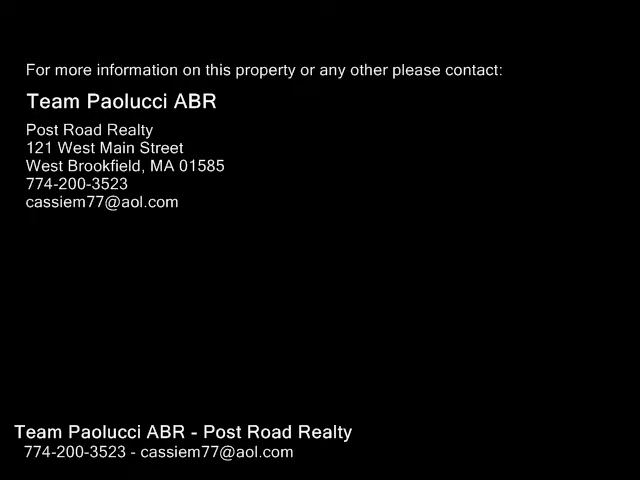 For more information on this property or any other please contact:
Team Paolucci ABR
Post Road Realty
121 West Main Street
West Brookfield, MA 01585
774-200-3523
cassiem77@aol.com
Team Paolucci ABR - Post Road Realty
774-200-3523 - cassiem77@aol.com